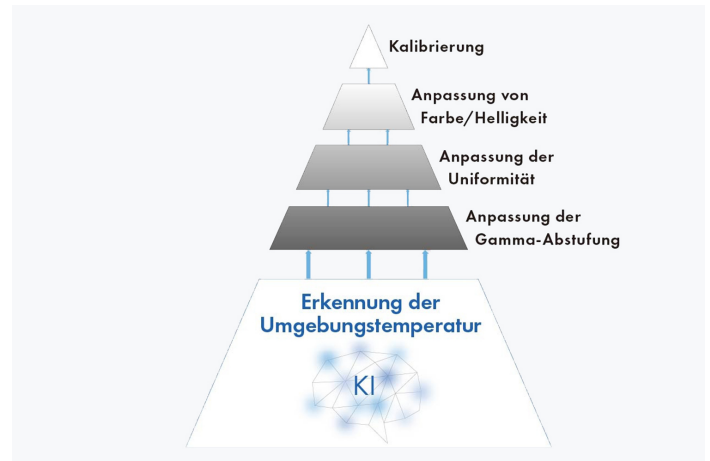 Kalibrierung
Anpassung von
Farbe/Helligkeit
Anpassung der
Uniformität
Anpassung der
Gamma-Abstufung
Erkennung der
Umgebungstemperatur
KI